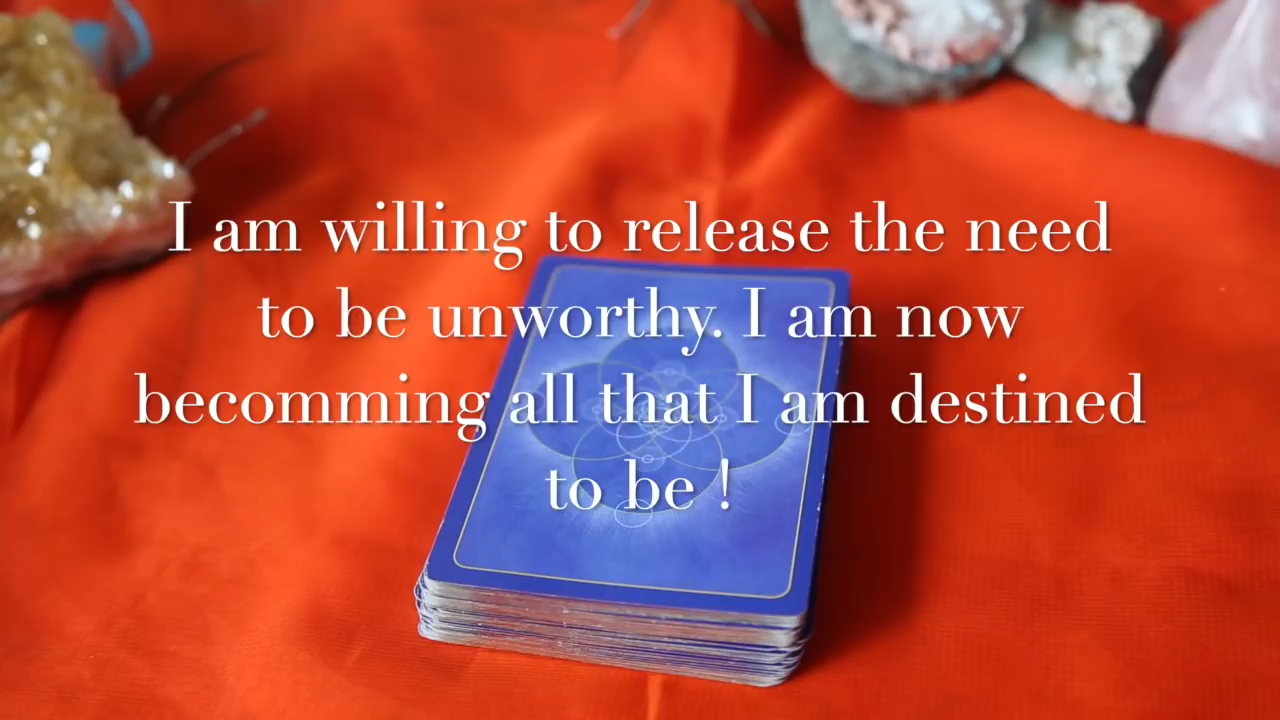 I am willing to release the need
to be unworthy. I am now
becomming all that I am destined
to be !